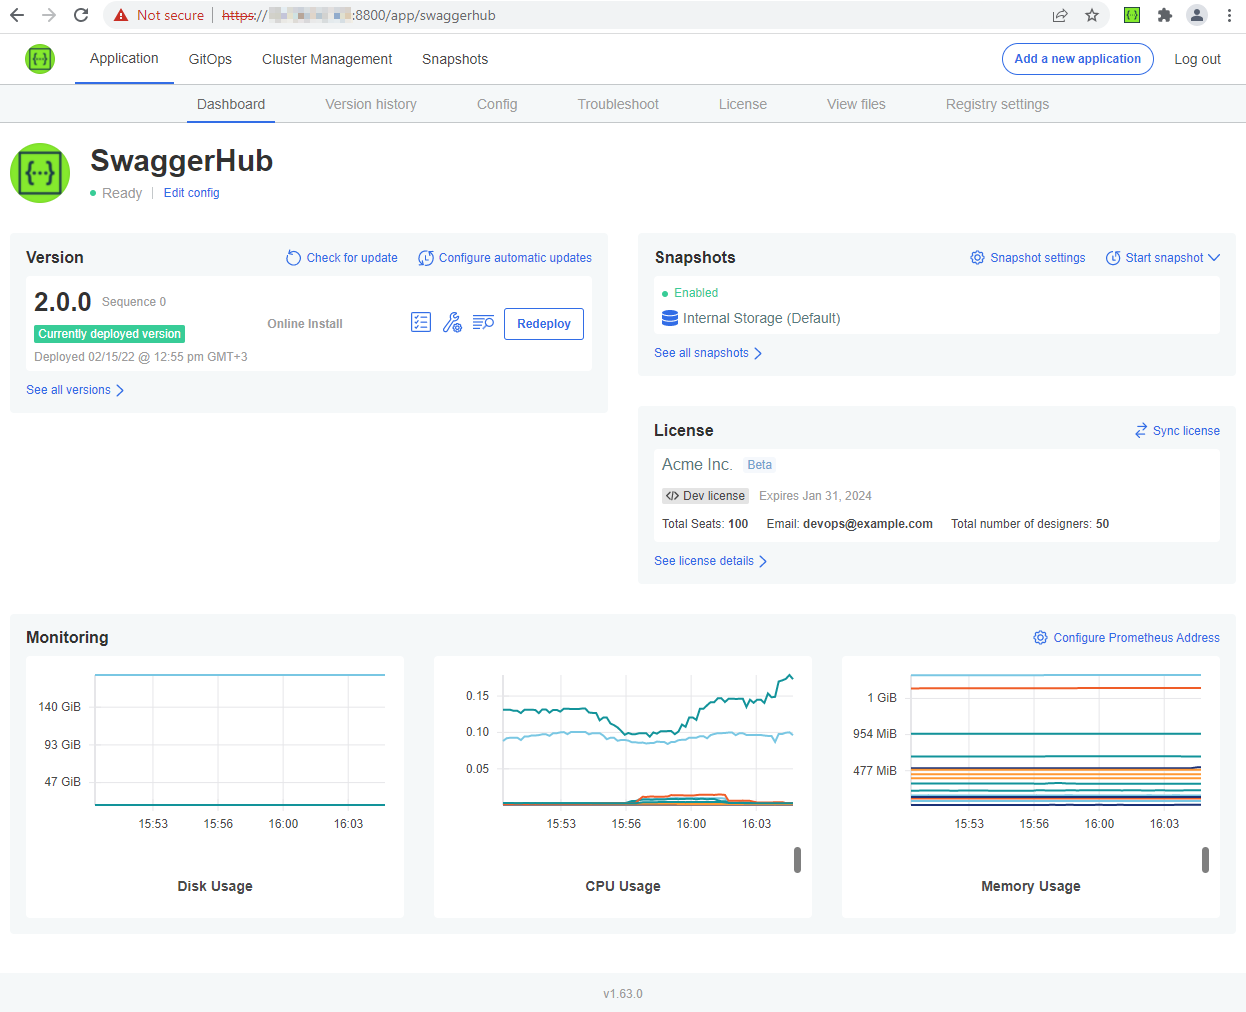 Not secure | https:// :8800/app/swaggerhub
Application GitOps Cluster Management Snapshots Add a new application Log out
Dashboard Version history Config Troubleshoot License View files Registry settings
SwaggerHub
Ready | Edit config
Version Check for update Configure automatic updates
2.0.0 Sequence 0
Currently deployed version
Deployed 02/15/22 @ 12:55 pm GMT+3
Online Install
Redeploy
See all versions
Snapshots Snapshot settings Start snapshot
Enabled
Internal Storage (Default)
See all snapshots
License Sync license
Acme Inc. Beta
Dev license Expires Jan 31, 2024
Total Seats: 100 Email: devops@example.com Total number of designers: 50
See license details
Monitoring Configure Prometheus Address
140 GiB
93 GiB
47 GiB
15:53 15:56 16:00 16:03
Disk Usage
0.15
0.10
0.05
15:53 15:56 16:00 16:03
CPU Usage
1 GiB
954 MiB
477 MiB
15:53 15:56 16:00 16:03
Memory Usage
v1.63.0